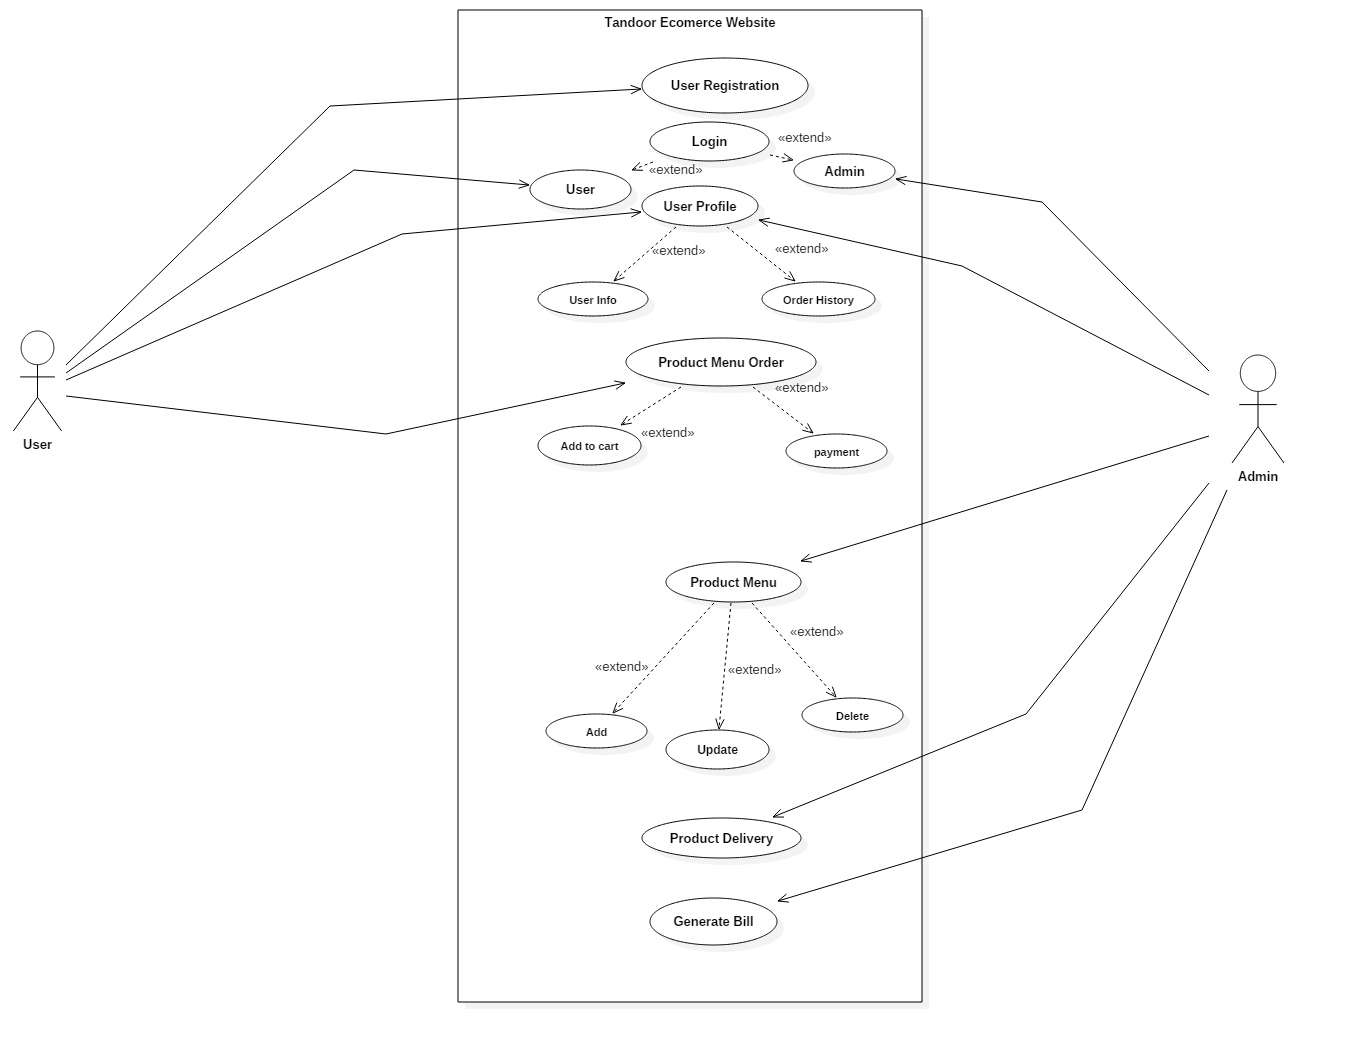 Tandoor Ecomerce Website
User Registration
Login
«extend»
Admin
«extend»
User
User Profile
«extend»
«extend»
User Info
Order History
Product Menu Order
«extend»
Add to cart
«extend»
payment
User
Admin
Product Menu
«extend»
«extend»
«extend»
Add
Update
Delete
Product Delivery
Generate Bill